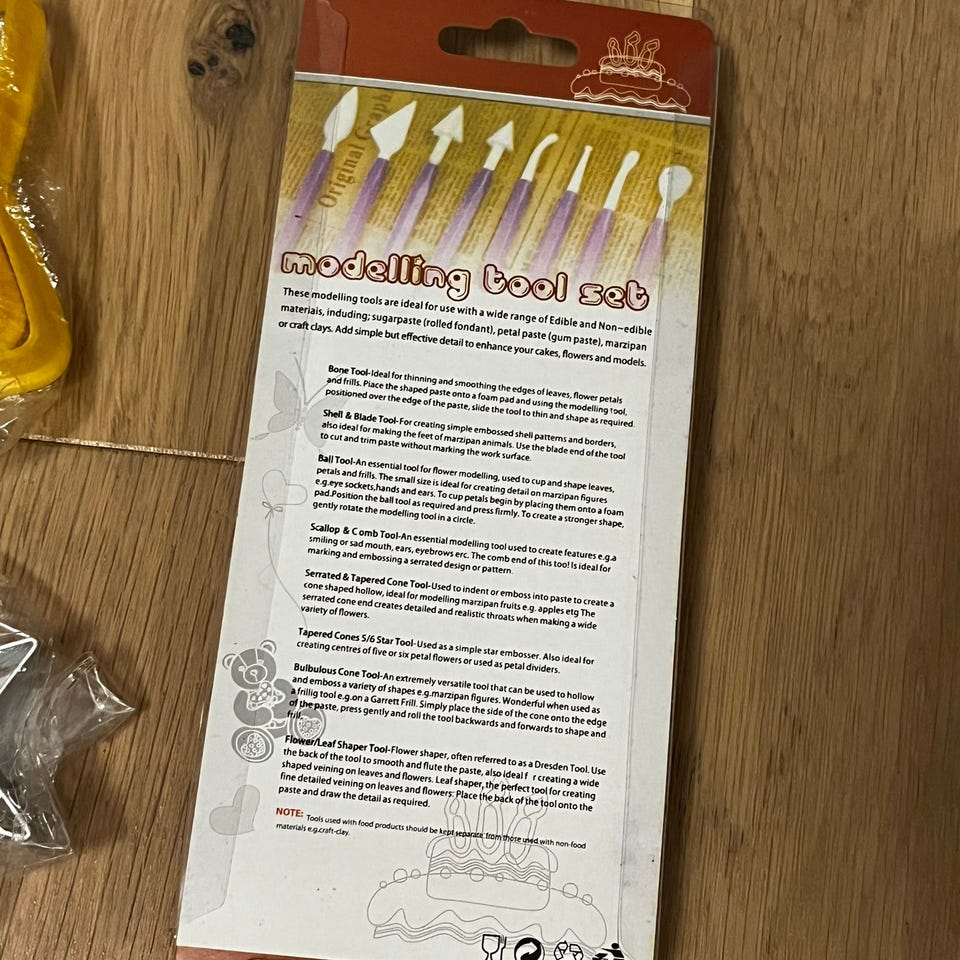 Original Graph
modelling tool set
These modelling tools are ideal for use with a wide range of Edible and Non~edible
materiais, induding; sugarpaste (rolled fondant), petal paste (gum paste), marzipan
or craft clays. Add simple but effective detail to enhance your cakes, flowers and models.
Bone Tool-Ideal for thinning and smoothing the edges of leaves, flower petals
and frills. Piace the shaped paste onto a foam pad and using the modelling tool,
positioned over the edge of the paste, slide the tool to thin and shape as required.
Shell & Blade Tool-For creating simple embossed shell patterns and borders,
also ideal for making the feet of marzipan animals. Use the blade end of the tool
to cut and trim paste without marking the work surface.
Ball Tool-An essential tool for flower modelling, used to cup and shape leaves,
petals and frills. The small size is ideal for creating detail on marzipan figures
e.g.eye sockets,hands and ears. To cup petals begin by placing them onto a foam
pad.Position the ball tool as required and press firmly. To create a stronger shape,
gently rotate the modelling tool in a circle.
Scallop & C omb Tool-An essential modelling tool used to create features e.g.a
smiling or sad mouth, ears, eyebrows erc. The comb end of this too! Is ideal for
marking and embossing a serrated design or pattern.
Serrated & Tapered Cone Tool-Used to indent or emboss into paste to create a
cone shaped hollow, ideal for modelling marzipan fruits e.g. apples etg The
serrated cone end creates detailed and realistic throats when making a wide
variety of flowers.
Tapered Cones 5/6 Star Tool-Used as a simple star embosser. Also ideal for
creating centres of five or six petal flowers or used as petal dividers.
Bulbulous Cone Tool-An extremely versatile tool that can be used to hollow
and emboss a variety of shapes e.g.marzipan figures. Wonderful when used as
a frillig tool e.g.on a Garrett Frill. Simply place the side of the cone onto the edge
of the paste, press gently and roll the tool backwards and forwards to shape and
frill.
Flower/Leaf Shaper Tool-Flower shaper, often referred to as a Dresden Tool. Use
the back of the tool to smooth and flute the paste, also ideal f r creating a wide
shaped veining on leaves and flowers. Leaf shaper, the perfect tool for creating
fine detailed veining on leaves and flowers. Place the back of the tool onto the
paste and draw the detail as required.
NOTE: Tools used with food products should be kept separate from those used with non-food
materials e.g.craft-clay.